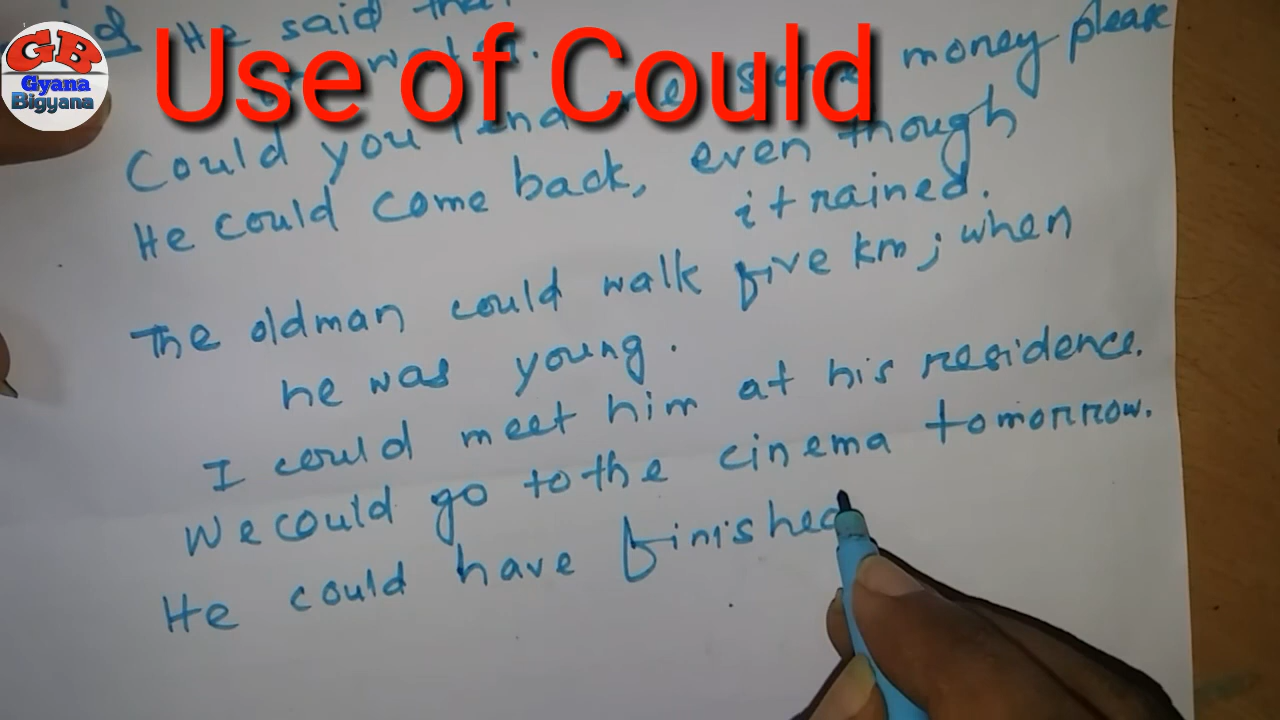 GB
Gyana
Bigyana
Use of Could
He said that
water.
Could you lend me some money please
He could come back, even though
it rained.
The oldman could walk five km; when
he was young.
I could meet him at his residence.
We could go to the cinema tomorrow.
He could have finished